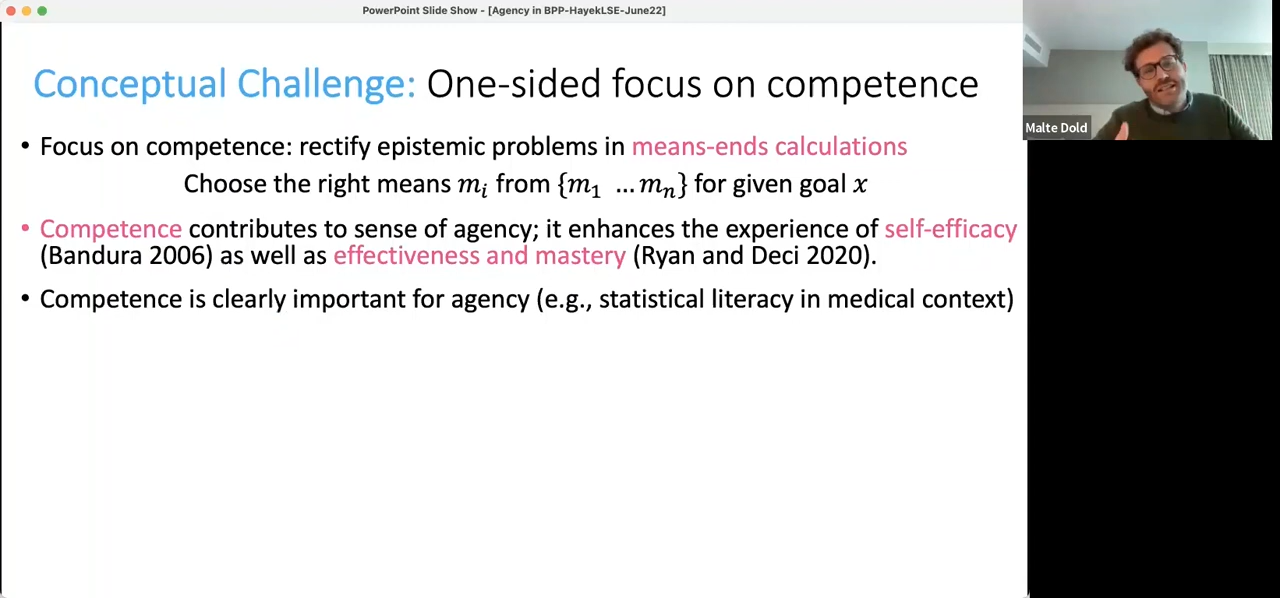 PowerPoint Slide Show - [Agency in BPP-HayekLSE-June22]
Conceptual Challenge: One-sided focus on competence
• Focus on competence: rectify epistemic problems in means-ends calculations
Choose the right means mᵢ from {m₁ …mₙ} for given goal x
• Competence contributes to sense of agency; it enhances the experience of self-efficacy
(Bandura 2006) as well as effectiveness and mastery (Ryan and Deci 2020).
• Competence is clearly important for agency (e.g., statistical literacy in medical context)
Malte Dold